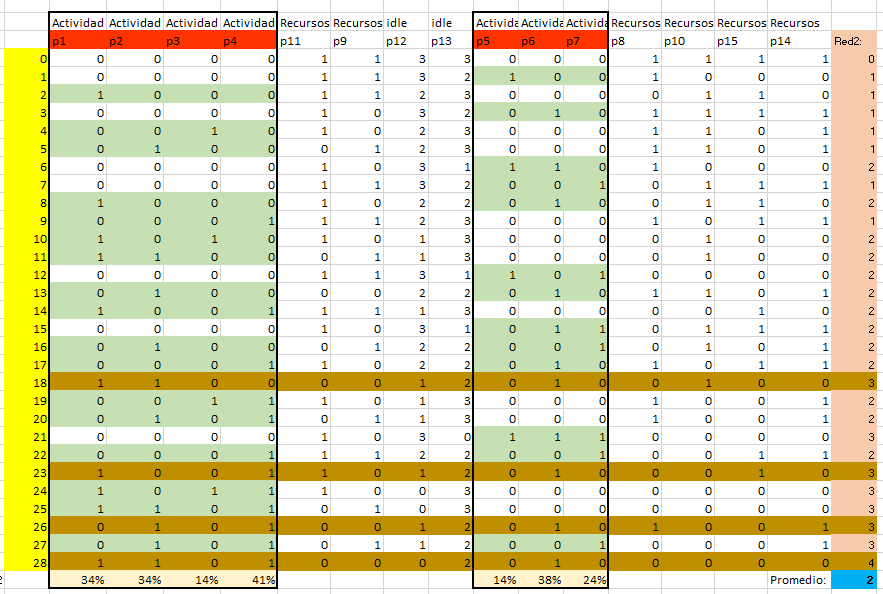 Actividad Actividad Actividad Actividad Recursos Recursos idle idle Activida Activida Activida Recursos Recursos Recursos Recursos
p1 p2 p3 p4 p11 p9 p12 p13 p5 p6 p7 p8 p10 p15 p14 Red2:
0 0 0 0 0 1 1 3 3 0 0 0 1 1 1 1 0
1 0 0 0 0 1 0 3 2 1 0 0 1 0 0 0 1
2 1 0 0 0 1 1 2 3 0 0 0 0 1 1 0 1
3 0 0 0 0 1 0 3 2 0 1 0 1 1 1 1 1
4 0 0 1 0 1 0 2 3 0 0 0 1 1 0 1 1
5 0 1 0 0 0 1 2 3 0 0 0 1 1 0 1 1
6 0 0 0 0 1 0 3 1 1 1 0 1 0 0 0 2
7 0 0 0 0 1 1 3 2 0 0 1 0 1 1 1 1
8 1 0 0 0 1 0 2 2 0 1 0 0 1 1 0 2
9 0 0 0 1 1 1 2 3 0 0 0 1 0 1 0 1
10 1 0 1 0 1 0 1 3 0 0 0 0 1 0 0 2
11 1 1 0 0 0 1 1 3 0 0 0 0 1 0 0 2
12 0 0 0 0 1 1 3 1 1 0 1 0 0 0 0 2
13 0 1 0 0 0 0 2 2 0 1 0 1 1 0 1 2
14 1 0 0 1 1 1 1 3 0 0 0 0 0 1 0 2
15 0 0 0 0 1 0 3 1 0 1 1 0 1 1 1 2
16 0 1 0 0 0 1 2 2 0 0 1 0 1 0 1 2
17 0 0 0 1 1 0 2 2 0 1 0 1 0 1 1 2
18 1 1 0 0 0 0 1 2 0 1 0 0 1 0 0 3
19 0 0 1 1 1 0 1 3 0 0 0 1 0 0 1 2
20 0 1 0 1 0 1 1 3 0 0 0 1 0 0 1 2
21 0 0 0 0 1 0 3 0 1 1 1 0 0 0 0 3
22 0 0 0 1 1 1 2 2 0 0 1 0 0 1 1 2
23 1 0 0 1 1 0 1 2 0 1 0 0 0 1 0 3
24 1 0 1 1 1 0 0 3 0 0 0 0 0 0 0 3
25 1 1 0 1 0 1 0 3 0 0 0 0 0 0 0 3
26 0 1 0 1 0 0 1 2 0 1 0 1 0 0 1 3
27 0 1 0 1 0 1 1 2 0 0 1 0 0 0 1 3
28 1 1 0 1 0 0 0 2 0 1 0 0 0 0 0 4
34% 34% 14% 41% 14% 38% 24% Promedio: 2